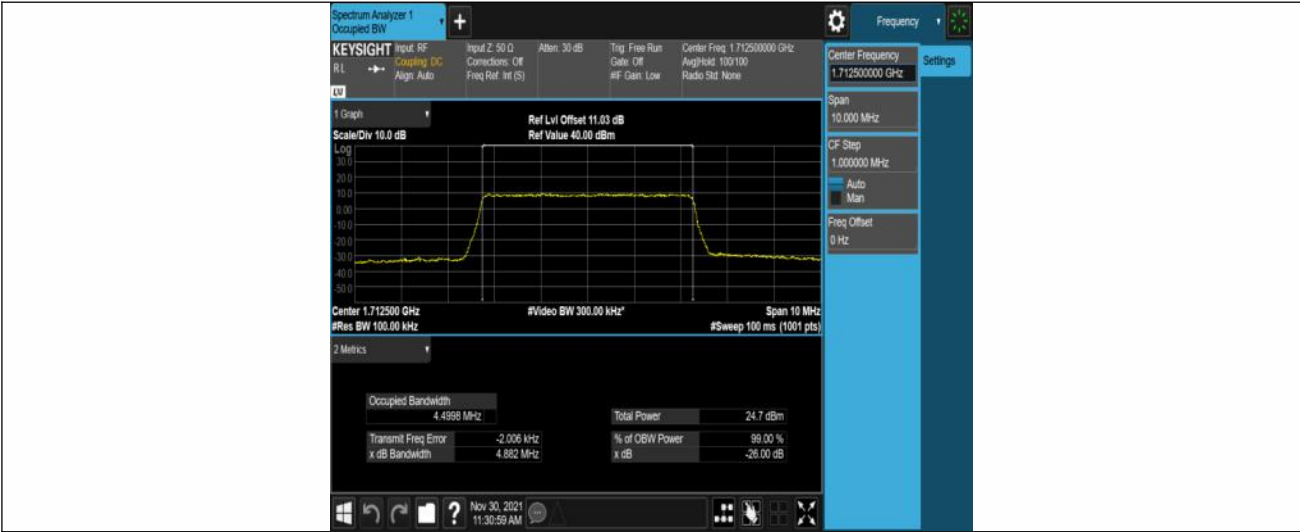 Spectrum Analyzer 1
Occupied BW
Frequency
KEYSIGHT
Input: RF
Coupling: DC
Align: Auto
Input Z: 50 Ω
Corrections: Off
Freq Ref: Int (S)
Atten: 30 dB
Trig: Free Run
Gate: Off
#IF Gain: Low
Center Freq: 1.712500000 GHz
Avg|Hold: 100/100
Radio Std: None
RL
Center Frequency
1.712500000 GHz
Settings
Span
10.000 MHz
CF Step
1.000000 MHz
Auto
Man
Freq Offset
0 Hz
1 Graph
Ref Lvl Offset 11.03 dB
Scale/Div 10.0 dB
Ref Value 40.00 dBm
Log
30.0
20.0
10.0
0.00
-10.0
-20.0
-30.0
-40.0
-50.0
Center 1.712500 GHz
#Video BW 300.00 kHz*
Span 10 MHz
#Res BW 100.00 kHz
#Sweep 100 ms (1001 pts)
2 Metrics
Occupied Bandwidth
4.4998 MHz
Total Power 24.7 dBm
Transmit Freq Error -2.006 kHz
% of OBW Power 99.00 %
x dB Bandwidth 4.882 MHz
x dB -26.00 dB
?
Nov 30, 2021
11:30:59 AM